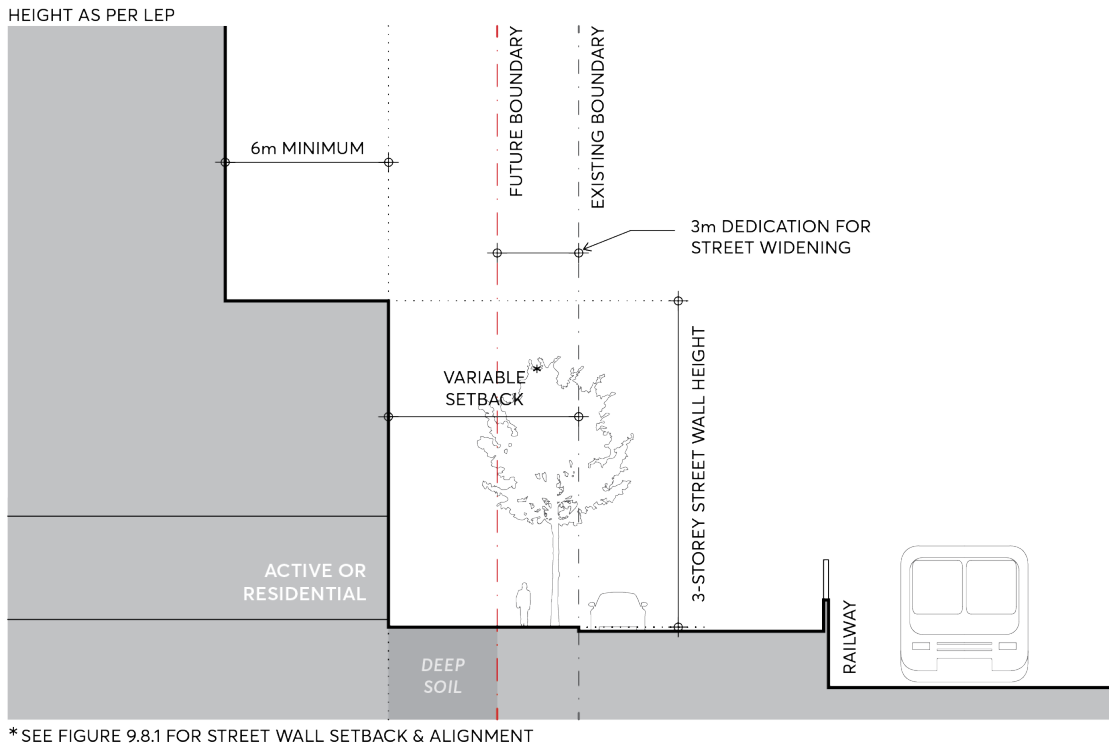 HEIGHT AS PER LEP
FUTURE BOUNDARY
EXISTING BOUNDARY
6m MINIMUM
3m DEDICATION FOR
STREET WIDENING
VARIABLE*
SETBACK
3-STOREY STREET WALL HEIGHT
ACTIVE OR
RESIDENTIAL
RAILWAY
DEEP
SOIL
* SEE FIGURE 9.8.1 FOR STREET WALL SETBACK & ALIGNMENT